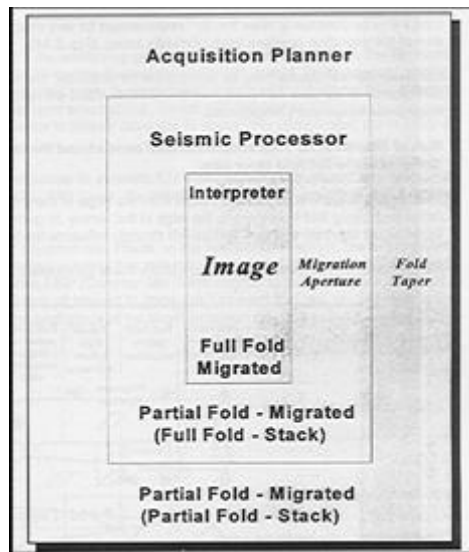 Acquisition Planner
Seismic Processor
Interpreter
Image
Migration
Aperture
Fold
Taper
Full Fold
Migrated
Partial Fold - Migrated
(Full Fold - Stack)
Partial Fold - Migrated
(Partial Fold - Stack)